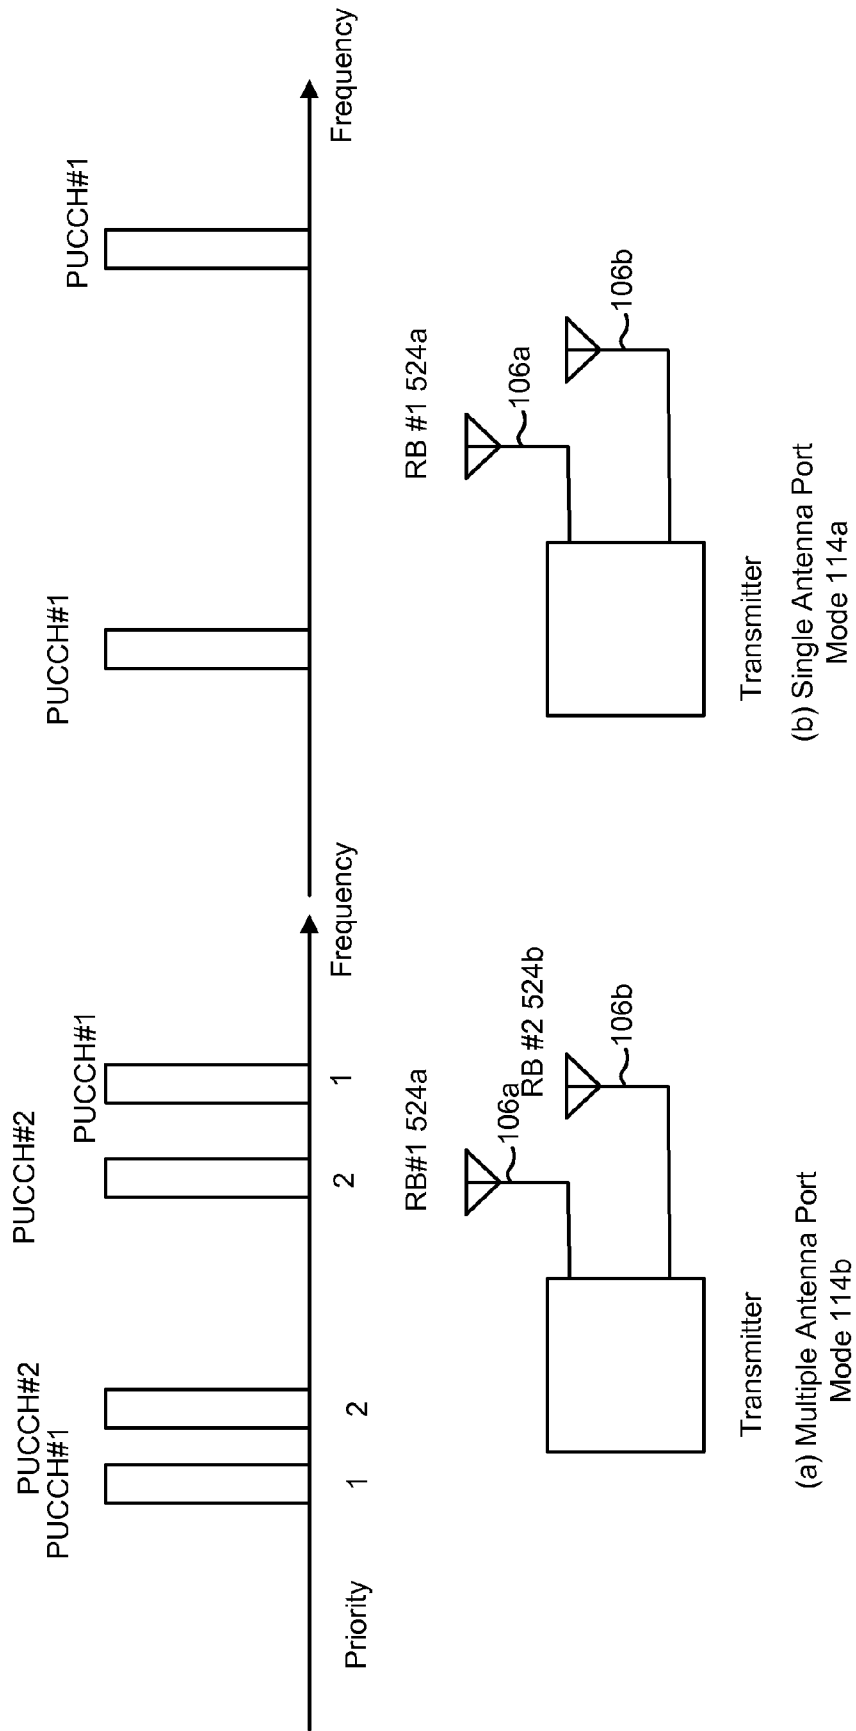 PUCCH#2
PUCCH#1
PUCCH#2
PUCCH#1
Priority
1
2
2
1
Frequency
RB#1 524a
106a
RB #2 524b
106b
Transmitter
(a) Multiple Antenna Port
Mode 114b
PUCCH#1
PUCCH#1
Frequency
RB #1 524a
106a
106b
Transmitter
(b) Single Antenna Port
Mode 114a